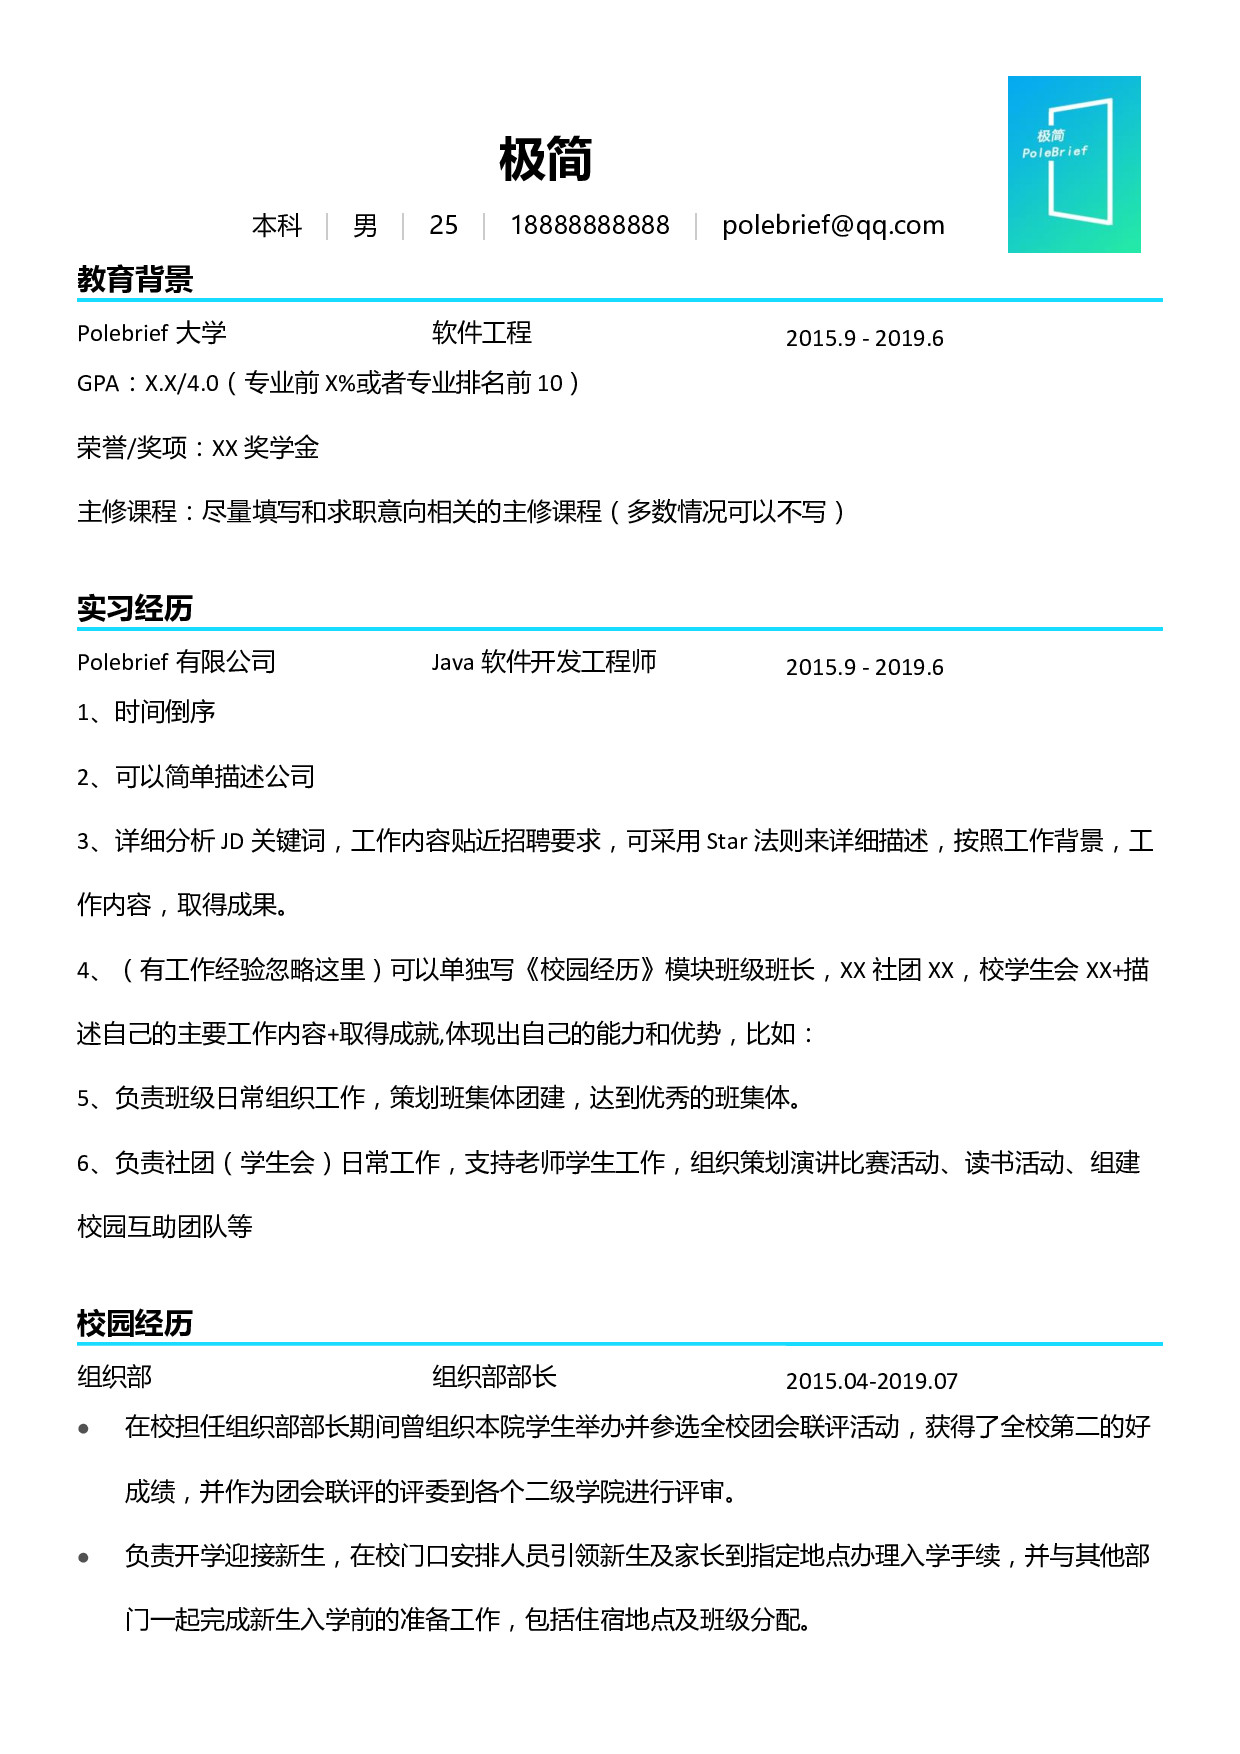 极简
PoleBrief
极简
本科 | 男 | 25 | 18888888888 | polebrief@qq.com
教育背景
Polebrief 大学 软件工程 2015.9 - 2019.6
GPA：X.X/4.0（专业前 X%或者专业排名前 10）
荣誉/奖项：XX 奖学金
主修课程：尽量填写和求职意向相关的主修课程（多数情况可以不写）
实习经历
Polebrief 有限公司 Java 软件开发工程师 2015.9 - 2019.6
1、时间倒序
2、可以简单描述公司
3、详细分析 JD 关键词，工作内容贴近招聘要求，可采用 Star 法则来详细描述，按照工作背景，工
作内容，取得成果。
4、（有工作经验忽略这里）可以单独写《校园经历》模块班级班长，XX 社团 XX，校学生会 XX+描
述自己的主要工作内容+取得成就,体现出自己的能力和优势，比如：
5、负责班级日常组织工作，策划班集体团建，达到优秀的班集体。
6、负责社团（学生会）日常工作，支持老师学生工作，组织策划演讲比赛活动、读书活动、组建
校园互助团队等
校园经历
组织部 组织部部长 2015.04-2019.07
● 在校担任组织部部长期间曾组织本院学生举办并参选全校团会联评活动，获得了全校第二的好
成绩，并作为团会联评的评委到各个二级学院进行评审。
● 负责开学迎接新生，在校门口安排人员引领新生及家长到指定地点办理入学手续，并与其他部
门一起完成新生入学前的准备工作，包括住宿地点及班级分配。